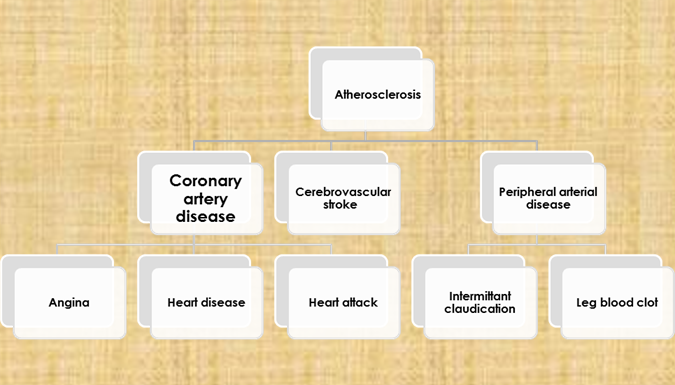 Atherosclerosis
Coronary
artery
disease
Cerebrovascular
stroke
Peripheral arterial
disease
Angina
Heart disease
Heart attack
Intermittant
claudication
Leg blood clot